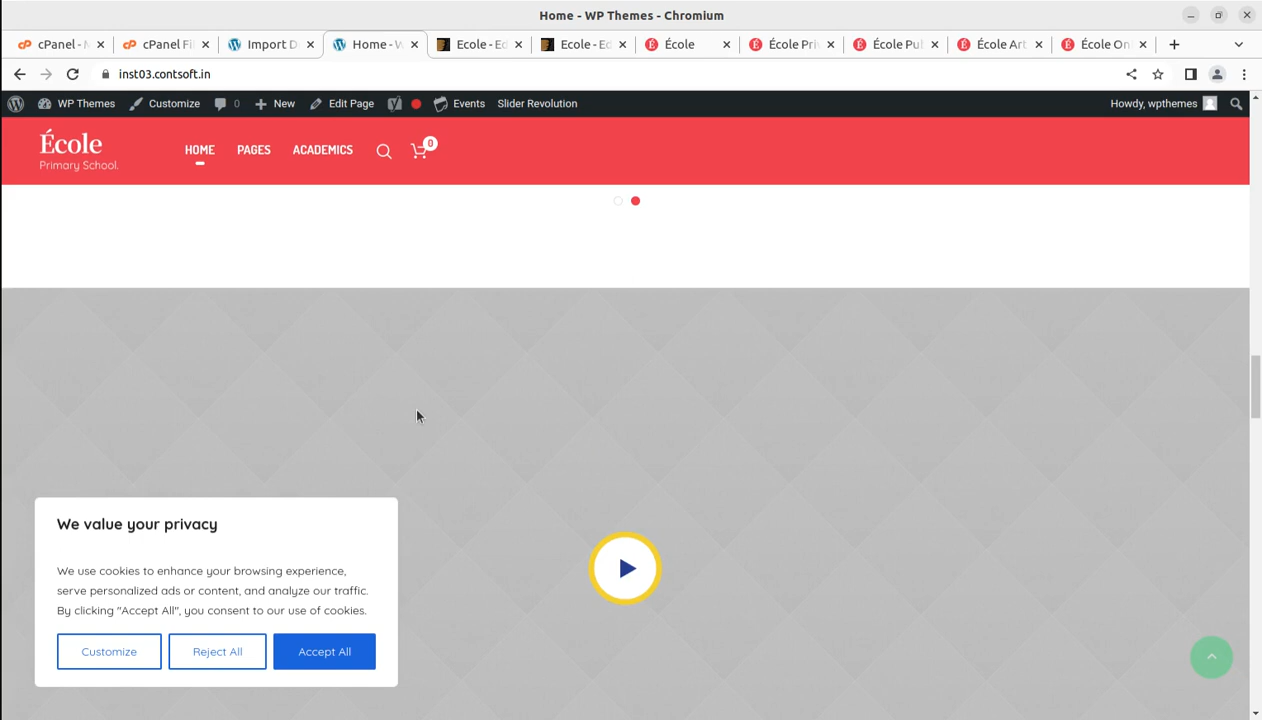 Home - WP Themes - Chromium
cPanel - M
cPanel Fi
Import D
Home - W
Ecole - Ed
Ecole - Ed
École
École Pri
École Pul
École Art
École On
inst03.contsoft.in
WP Themes
Customize
0
New
Edit Page
Events
Slider Revolution
Howdy, wpthemes
École
Primary School.
HOME
PAGES
ACADEMICS
0
We value your privacy
We use cookies to enhance your browsing experience,
serve personalized ads or content, and analyze our traffic.
By clicking "Accept All", you consent to our use of cookies.
Customize
Reject All
Accept All